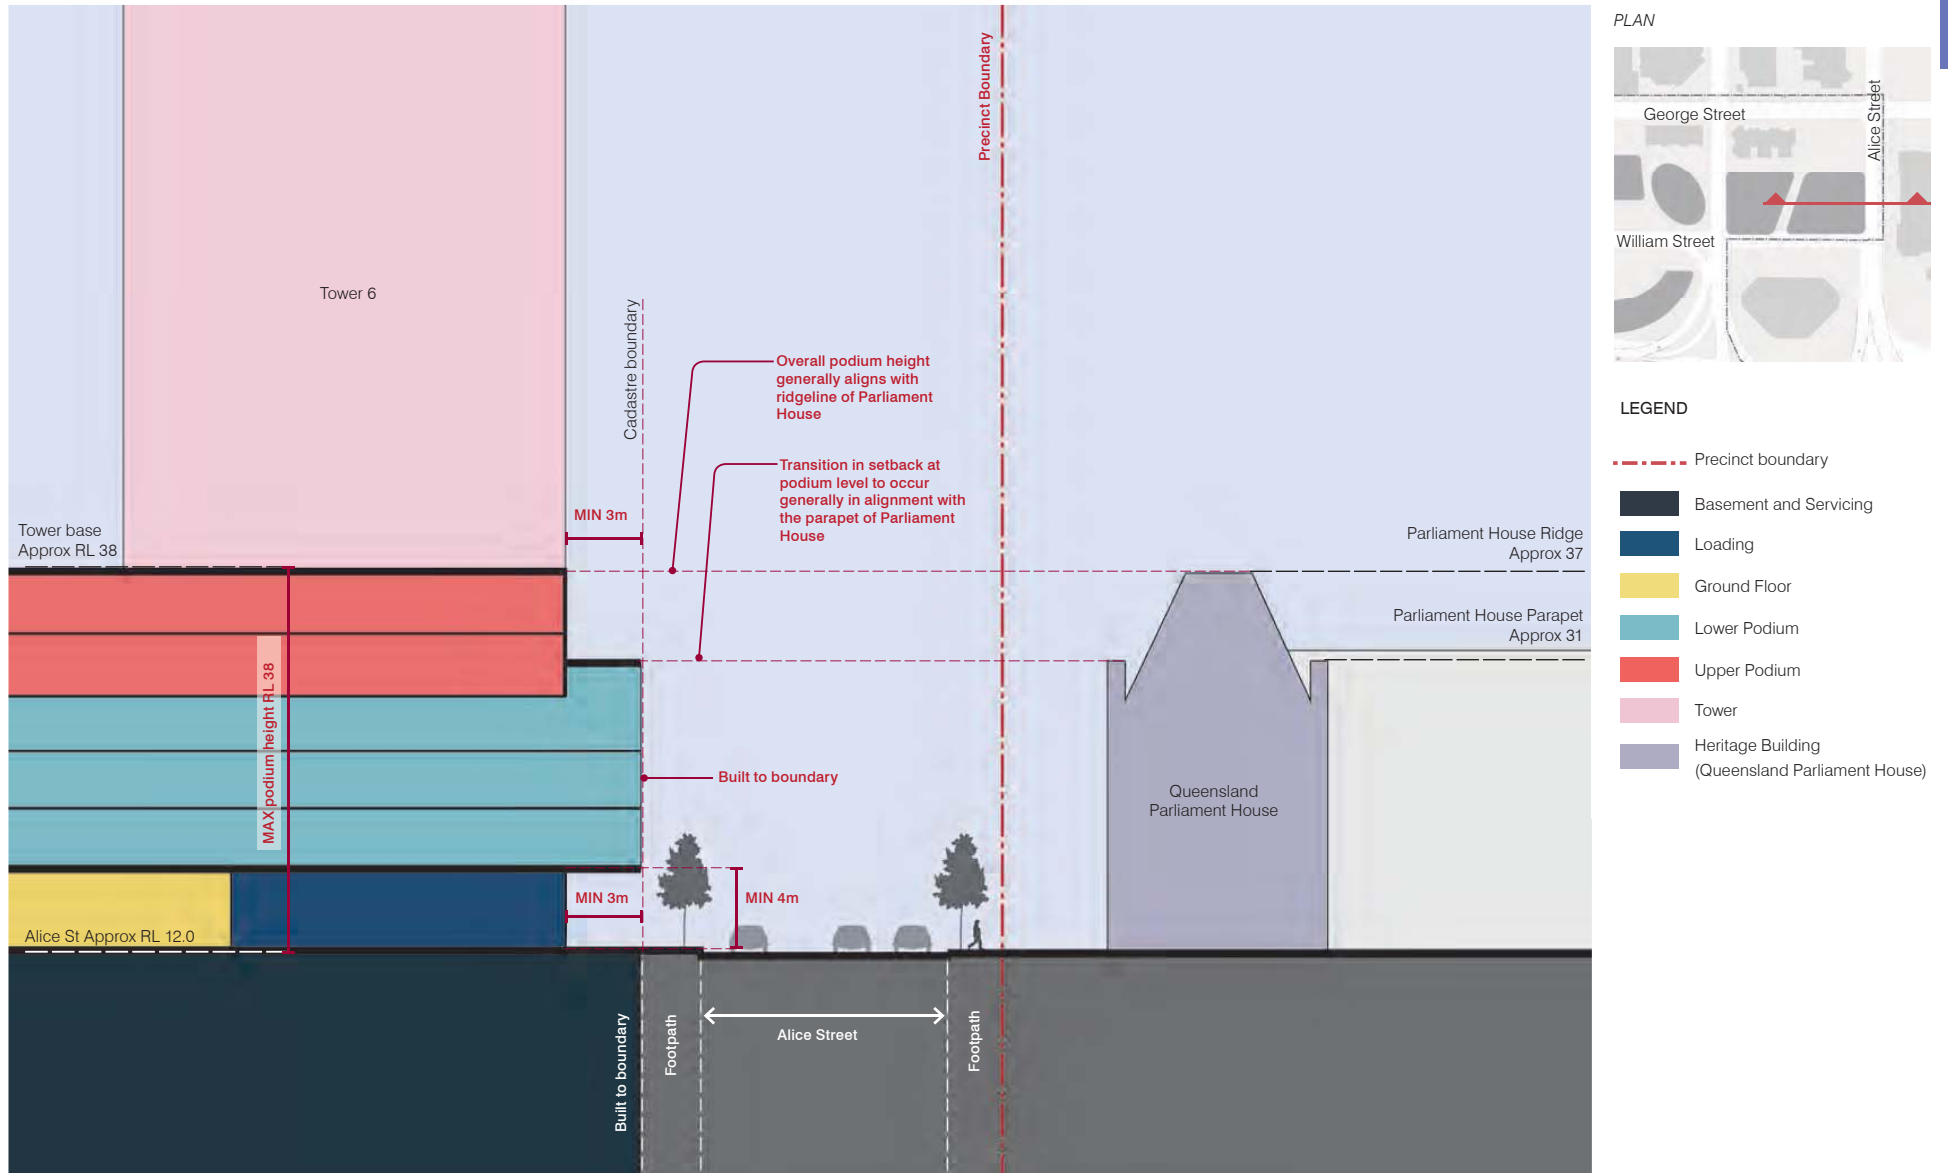 PLAN
George Street
Alice Street
William Street
Precinct Boundary
Tower 6
Cadastre boundary
Overall podium height
generally aligns with
ridgeline of Parliament
House
Transition in setback at
podium level to occur
generally in alignment with
the parapet of Parliament
House
MIN 3m
Tower base
Approx RL 38
Parliament House Ridge
Approx 37
Parliament House Parapet
Approx 31
MAX podium height RL 38
Built to boundary
Queensland
Parliament House
MIN 3m
MIN 4m
Alice St Approx RL 12.0
Built to boundary
Footpath
Alice Street
Footpath
LEGEND
Precinct boundary
Basement and Servicing
Loading
Ground Floor
Lower Podium
Upper Podium
Tower
Heritage Building
(Queensland Parliament House)